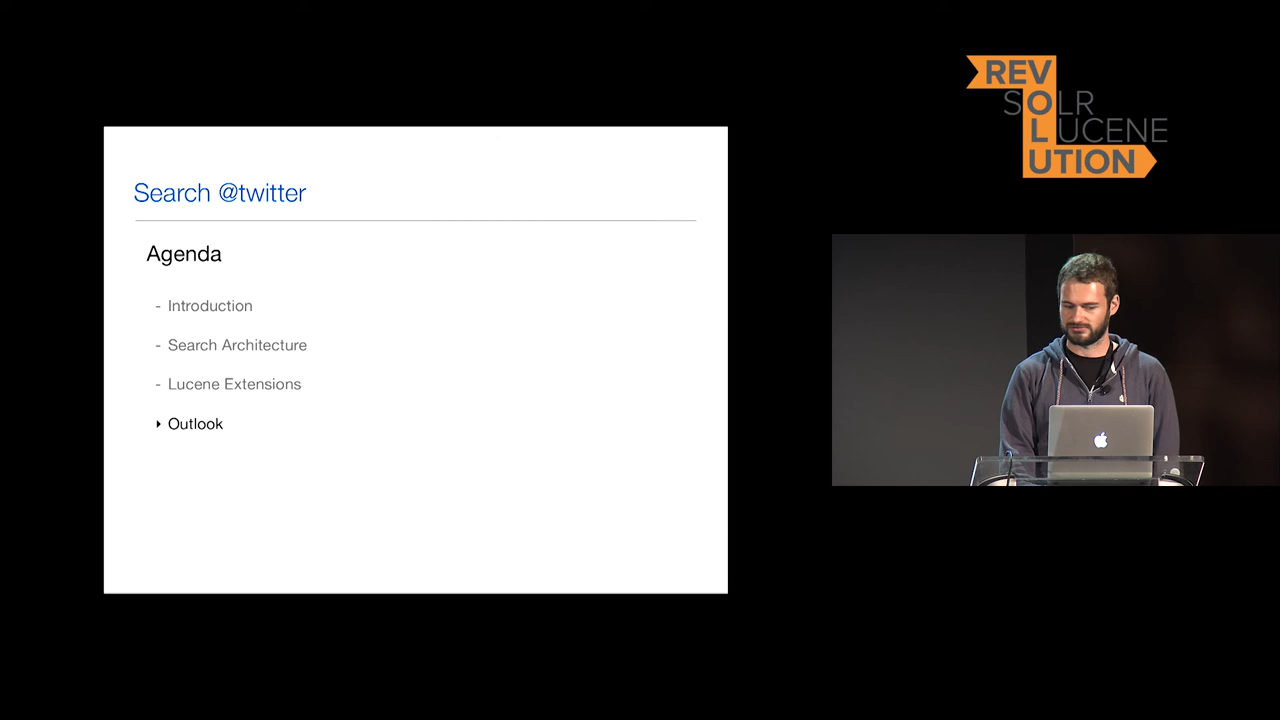 Search @twitter
Agenda
- Introduction
- Search Architecture
- Lucene Extensions
‣ Outlook
REV
SOLR
LUCENE
UTION